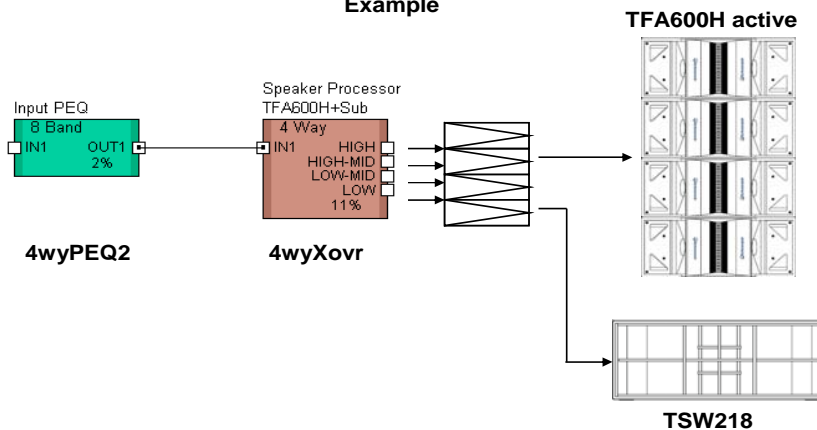 Example
TFA600H active
Speaker Processor
TFA600H+Sub
Input PEQ
8 Band
IN1 OUT1
2%
4 Way
IN1 HIGH
HIGH-MID
LOW-MID
LOW
11%
4wyPEQ2
4wyXovr
TSW218